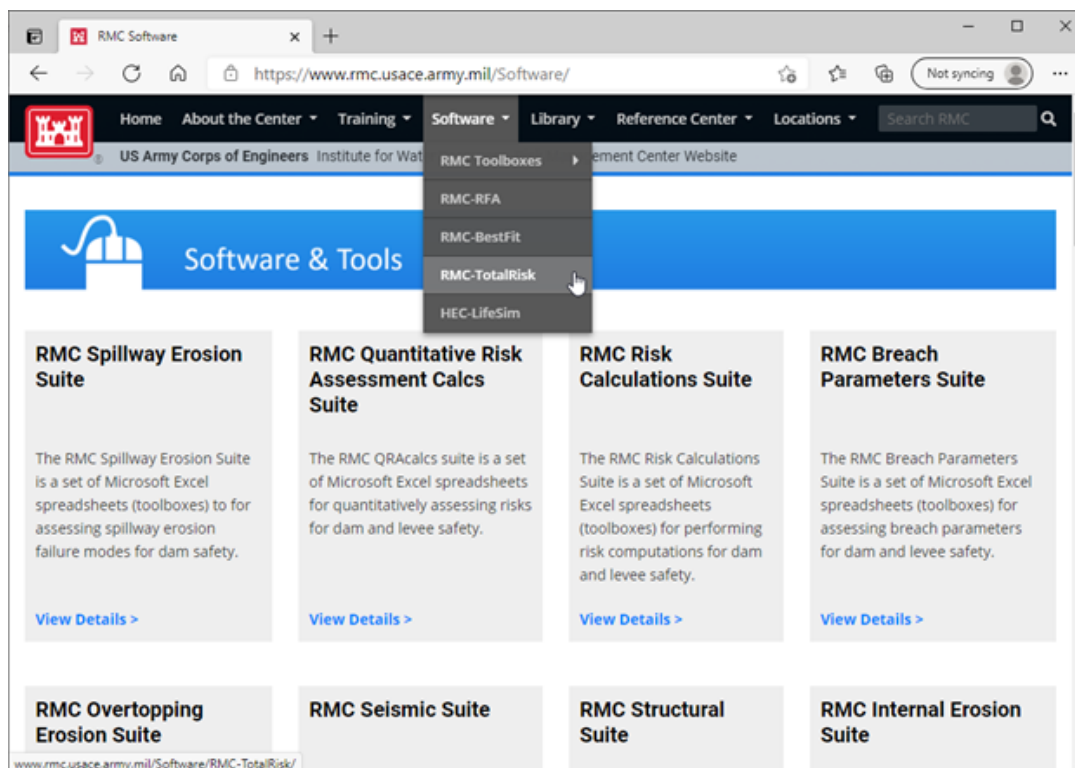 RMC Software
https://www.rmc.usace.army.mil/Software/
Not syncing
Home About the Center Training Software Library Reference Center Locations Search RMC
US Army Corps of Engineers Institute for Wat ement Center Website
RMC Toolboxes
RMC-RFA
RMC-BestFit
RMC-TotalRisk
HEC-LifeSim
Software & Tools
RMC Spillway Erosion
Suite
The RMC Spillway Erosion Suite
is a set of Microsoft Excel
spreadsheets (toolboxes) to for
assessing spillway erosion
failure modes for dam safety.
View Details >
RMC Quantitative Risk
Assessment Calcs
Suite
The RMC QRAcalcs suite is a set
of Microsoft Excel spreadsheets
for quantitatively assessing risks
for dam and levee safety.
View Details >
RMC Risk
Calculations Suite
The RMC Risk Calculations
Suite is a set of Microsoft
Excel spreadsheets
(toolboxes) for performing
risk computations for dam
and levee safety.
View Details >
RMC Breach
Parameters Suite
The RMC Breach Parameters
Suite is a set of Microsoft Excel
spreadsheets (toolboxes) for
assessing breach parameters
for dam and levee safety.
View Details >
RMC Overtopping
Erosion Suite
RMC Seismic Suite
RMC Structural
Suite
RMC Internal Erosion
Suite
www.rmc.usace.army.mil/Software/RMC-TotalRisk/